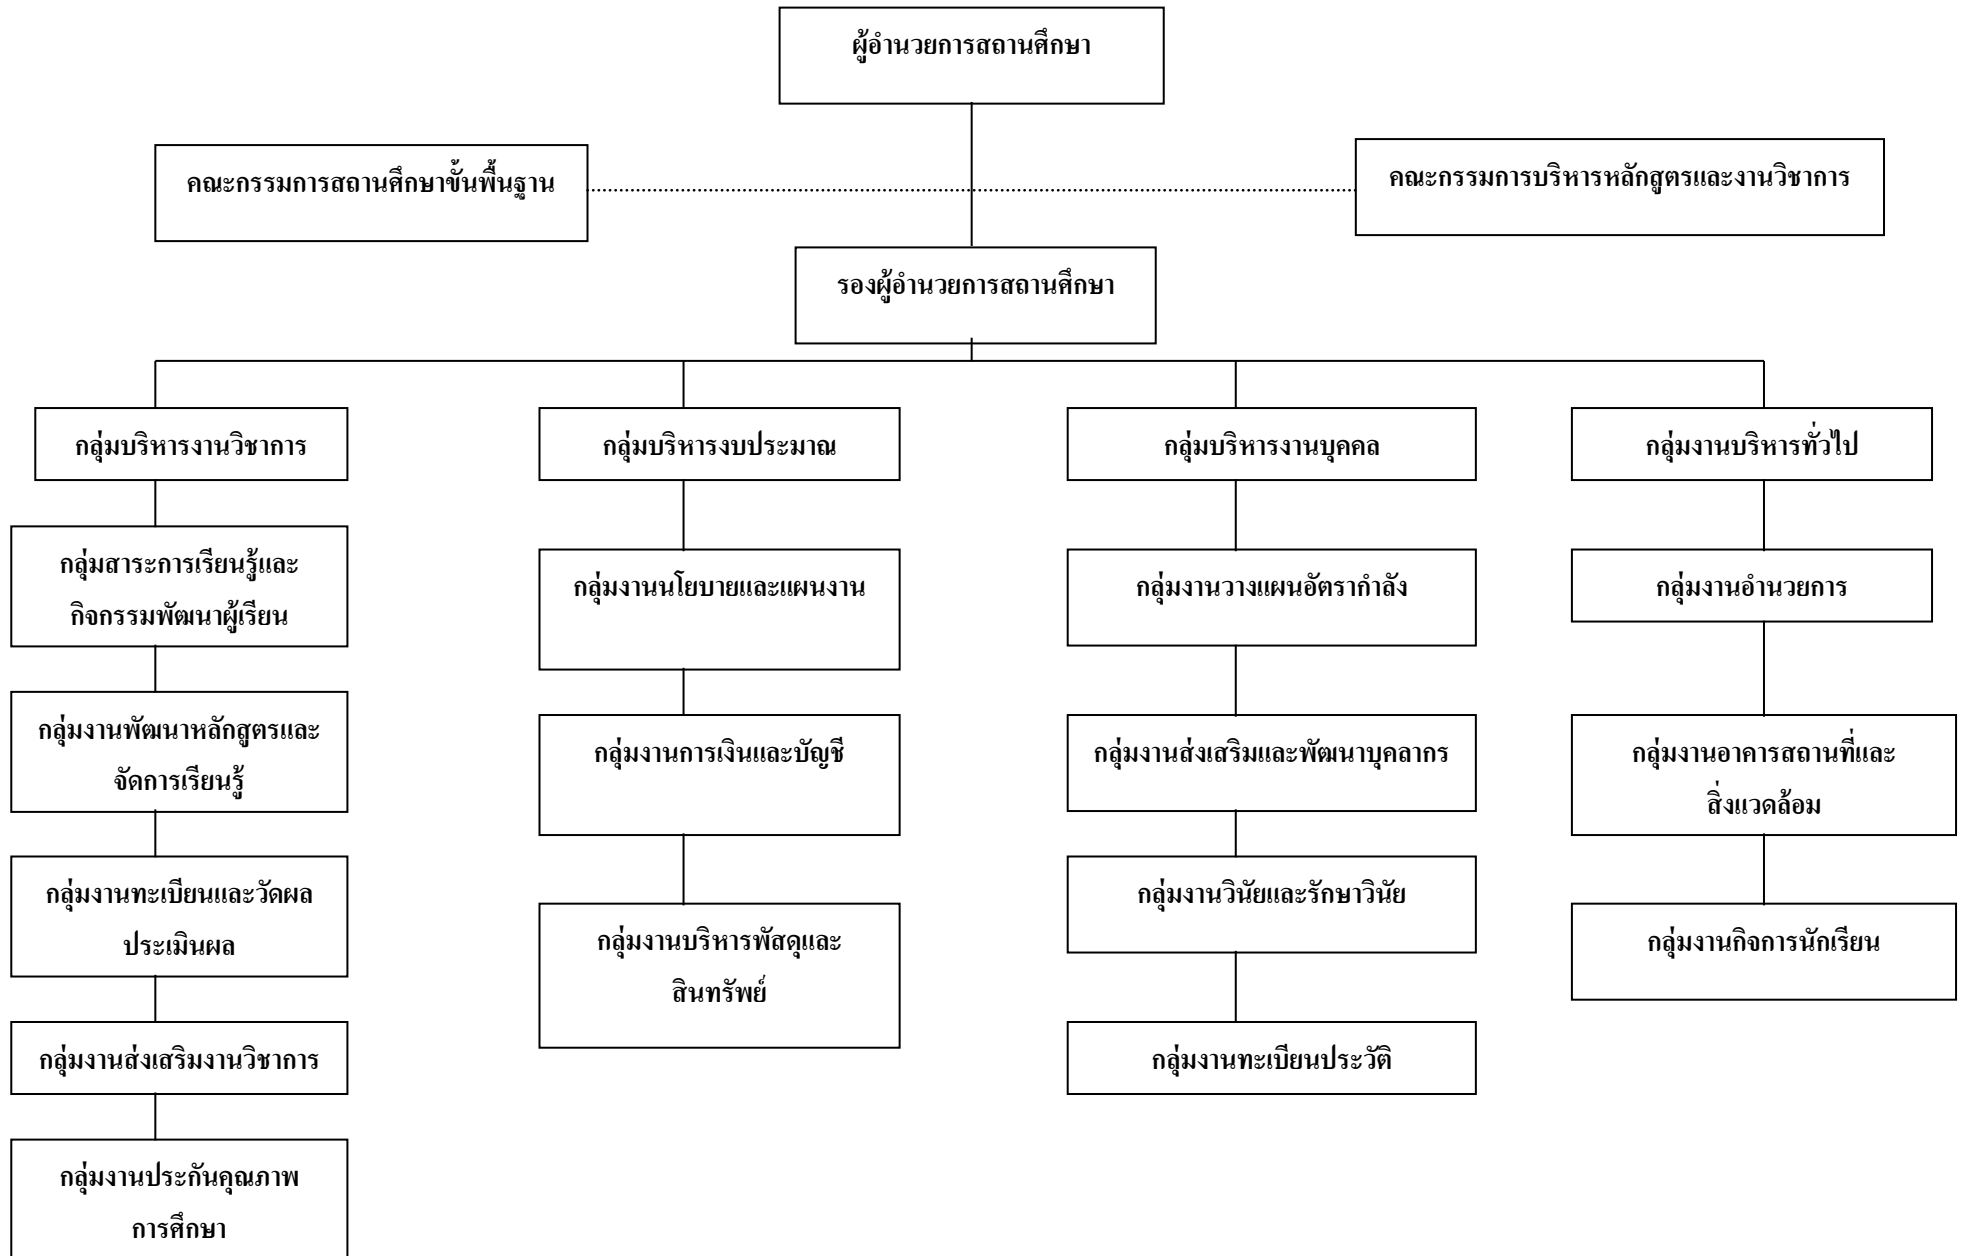 ผู้อำนวยการสถานศึกษา
คณะกรรมการสถานศึกษาขั้นพื้นฐาน
คณะกรรมการบริหารหลักสูตรและงานวิชาการ
รองผู้อำนวยการสถานศึกษา
กลุ่มบริหารงานวิชาการ
กลุ่มสาระการเรียนรู้และ
กิจกรรมพัฒนาผู้เรียน
กลุ่มงานพัฒนาหลักสูตรและ
จัดการเรียนรู้
กลุ่มงานทะเบียนและวัดผล
ประเมินผล
กลุ่มงานส่งเสริมงานวิชาการ
กลุ่มงานประกันคุณภาพ
การศึกษา
กลุ่มบริหารงบประมาณ
กลุ่มงานนโยบายและแผนงาน
กลุ่มงานการเงินและบัญชี
กลุ่มงานบริหารพัสดุและ
สินทรัพย์
กลุ่มบริหารงานบุคคล
กลุ่มงานวางแผนอัตรากำลัง
กลุ่มงานส่งเสริมและพัฒนาบุคลากร
กลุ่มงานวินัยและรักษาวินัย
กลุ่มงานทะเบียนประวัติ
กลุ่มงานบริหารทั่วไป
กลุ่มงานอำนวยการ
กลุ่มงานอาคารสถานที่และ
สิ่งแวดล้อม
กลุ่มงานกิจการนักเรียน